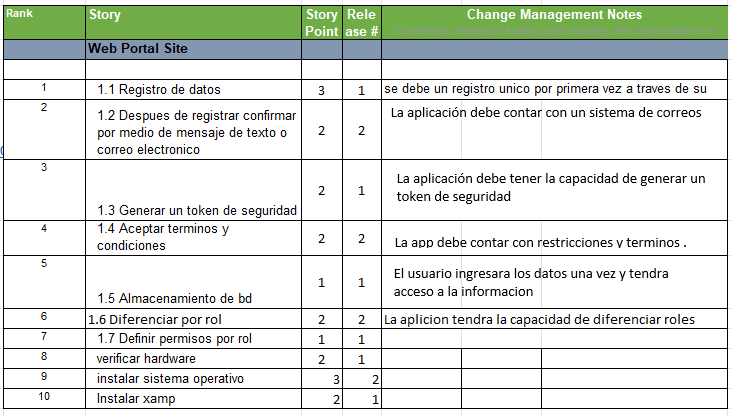 Rank Story Story Rele Change Management Notes
Point ase #
Web Portal Site
1 1.1 Registro de datos 3 1 se debe un registro unico por primera vez a traves de su
2 1.2 Despues de registrar confirmar
por medio de mensaje de texto o
correo electronico 2 2 La aplicación debe contar con un sistema de correos
3 1.3 Generar un token de seguridad 2 1 La aplicación debe tener la capacidad de generar un
token de seguridad
4 1.4 Aceptar terminos y
condiciones 2 2 La app debe contar con restricciones y terminos .
5 1.5 Almacenamiento de bd 1 1 El usuario ingresara los datos una vez y tendra
acceso a la informacion
6 1.6 Diferenciar por rol 2 2 La aplicion tendra la capacidad de diferenciar roles
7 1.7 Definir permisos por rol 1 1
8 verificar hardware 2 1
9 instalar sistema operativo 3 2
10 Instalar xamp 2 1